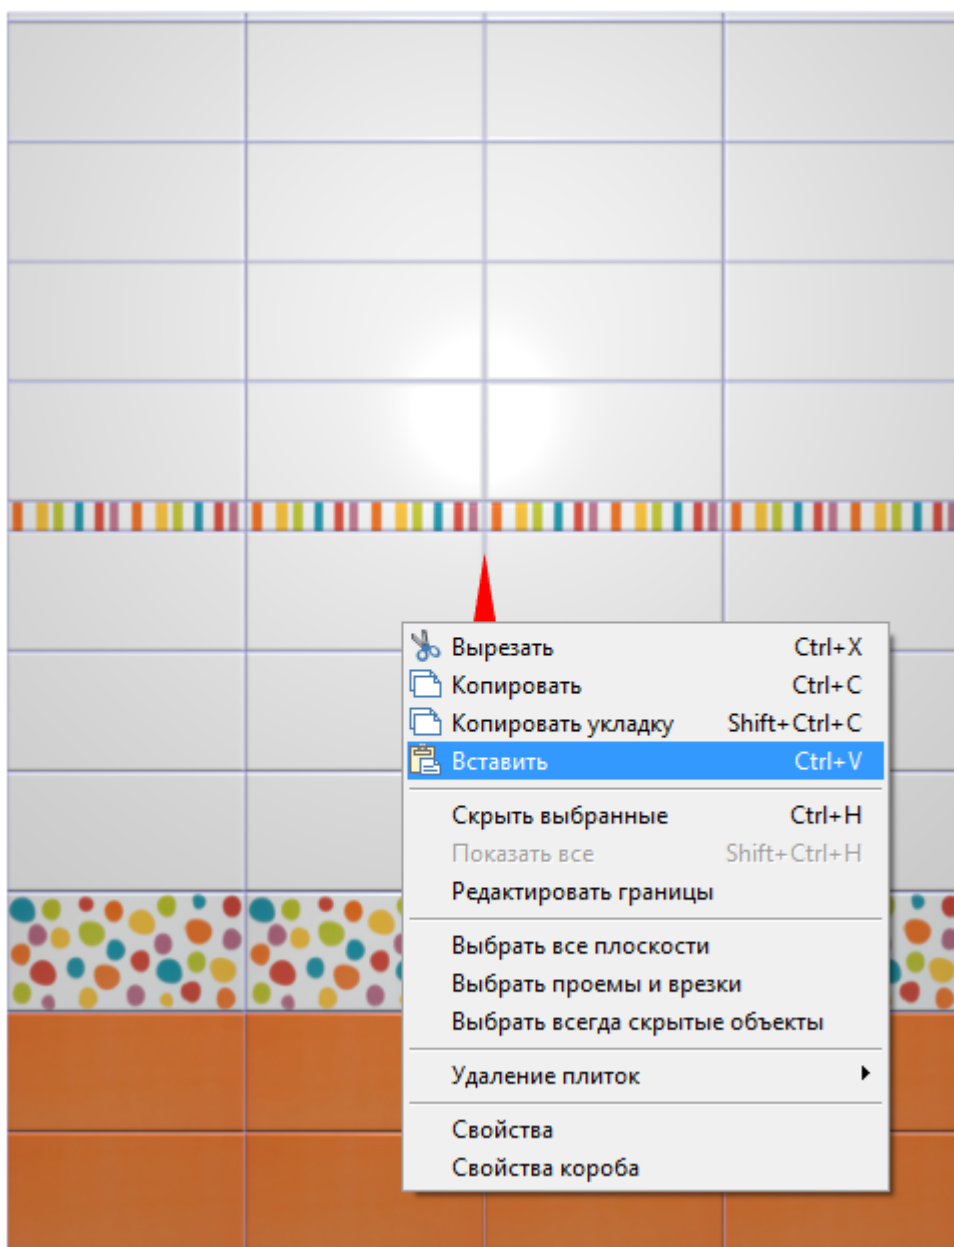 Вырезать Ctrl+X
Копировать Ctrl+C
Копировать укладку Shift+Ctrl+C
Вставить Ctrl+V
Скрыть выбранные Ctrl+H
Показать все Shift+Ctrl+H
Редактировать границы
Выбрать все плоскости
Выбрать проемы и врезки
Выбрать всегда скрытые объекты
Удаление плиток
Свойства
Свойства короба